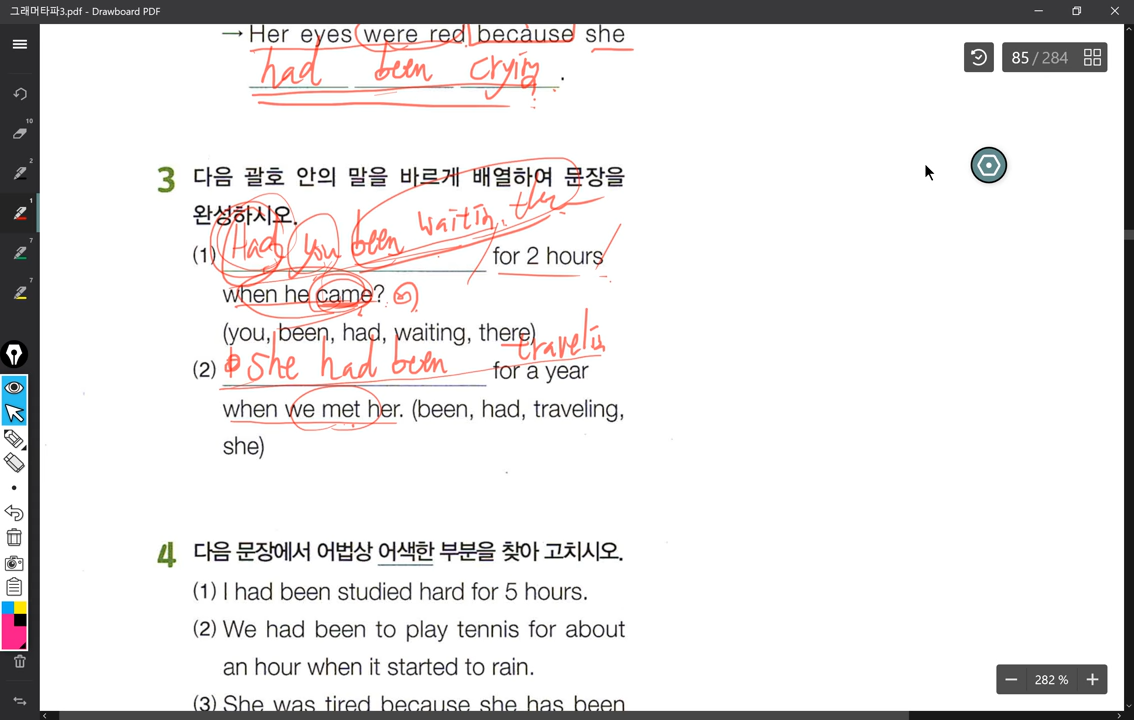 그래머타파3.pdf - Drawboard PDF
85 / 284
→ Her eyes were red because she
had been crying.
3 다음 괄호 안의 말을 바르게 배열하여 문장을
완성하시오.
Had you been waitin
(1) for 2 hours
when he came?
(you, been, had, waiting, there)
she had been
(2) for a year
when we met her. (been, had, traveling,
she)
4 다음 문장에서 어법상 어색한 부분을 찾아 고치시오.
(1) I had been studied hard for 5 hours.
(2) We had been to play tennis for about
an hour when it started to rain.
(3) She was tired because she has been
282 %
10
2
1
7
7